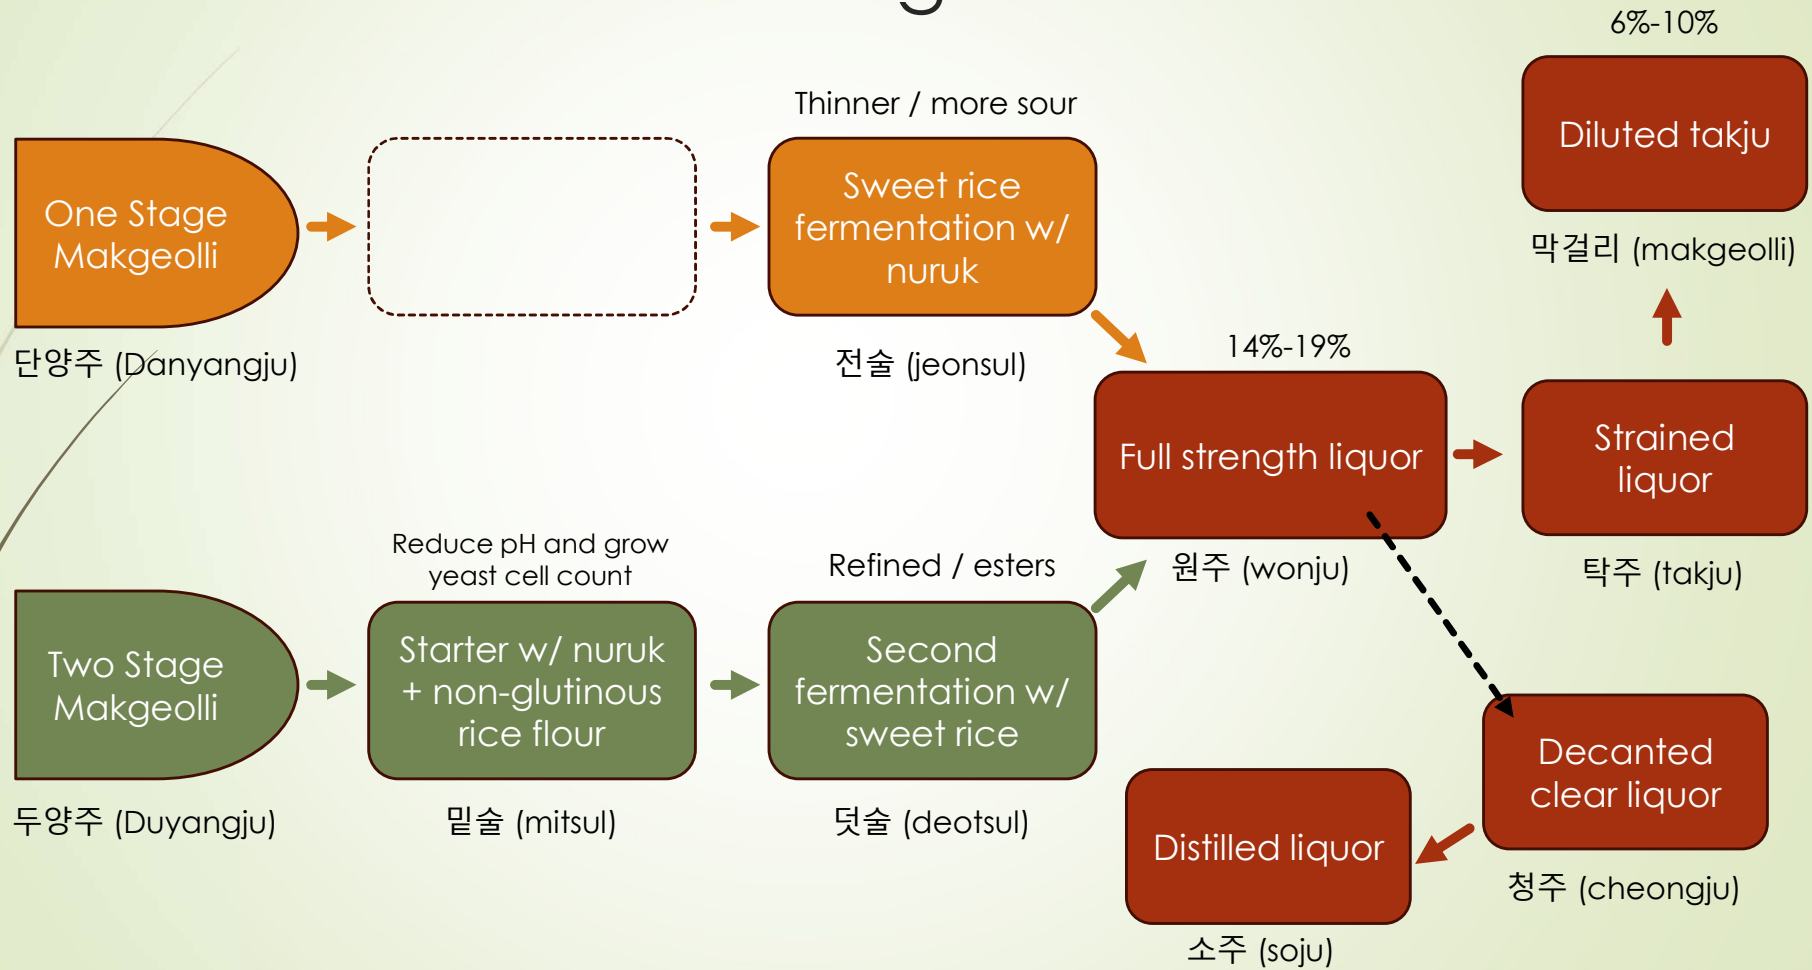 6%-10%
Diluted takju
막걸리 (makgeolli)
Thinner / more sour
One Stage
Makgeolli
단양주 (Danyangju)
Sweet rice
fermentation w/
nuruk
전술 (jeonsul)
14%-19%
Full strength liquor
원주 (wonju)
Strained
liquor
탁주 (takju)
Two Stage
Makgeolli
두양주 (Duyangju)
Reduce pH and grow
yeast cell count
Starter w/ nuruk
+ non-glutinous
rice flour
밑술 (mitsul)
Refined / esters
Second
fermentation w/
sweet rice
덧술 (deotsul)
Decanted
clear liquor
청주 (cheongju)
Distilled liquor
소주 (soju)